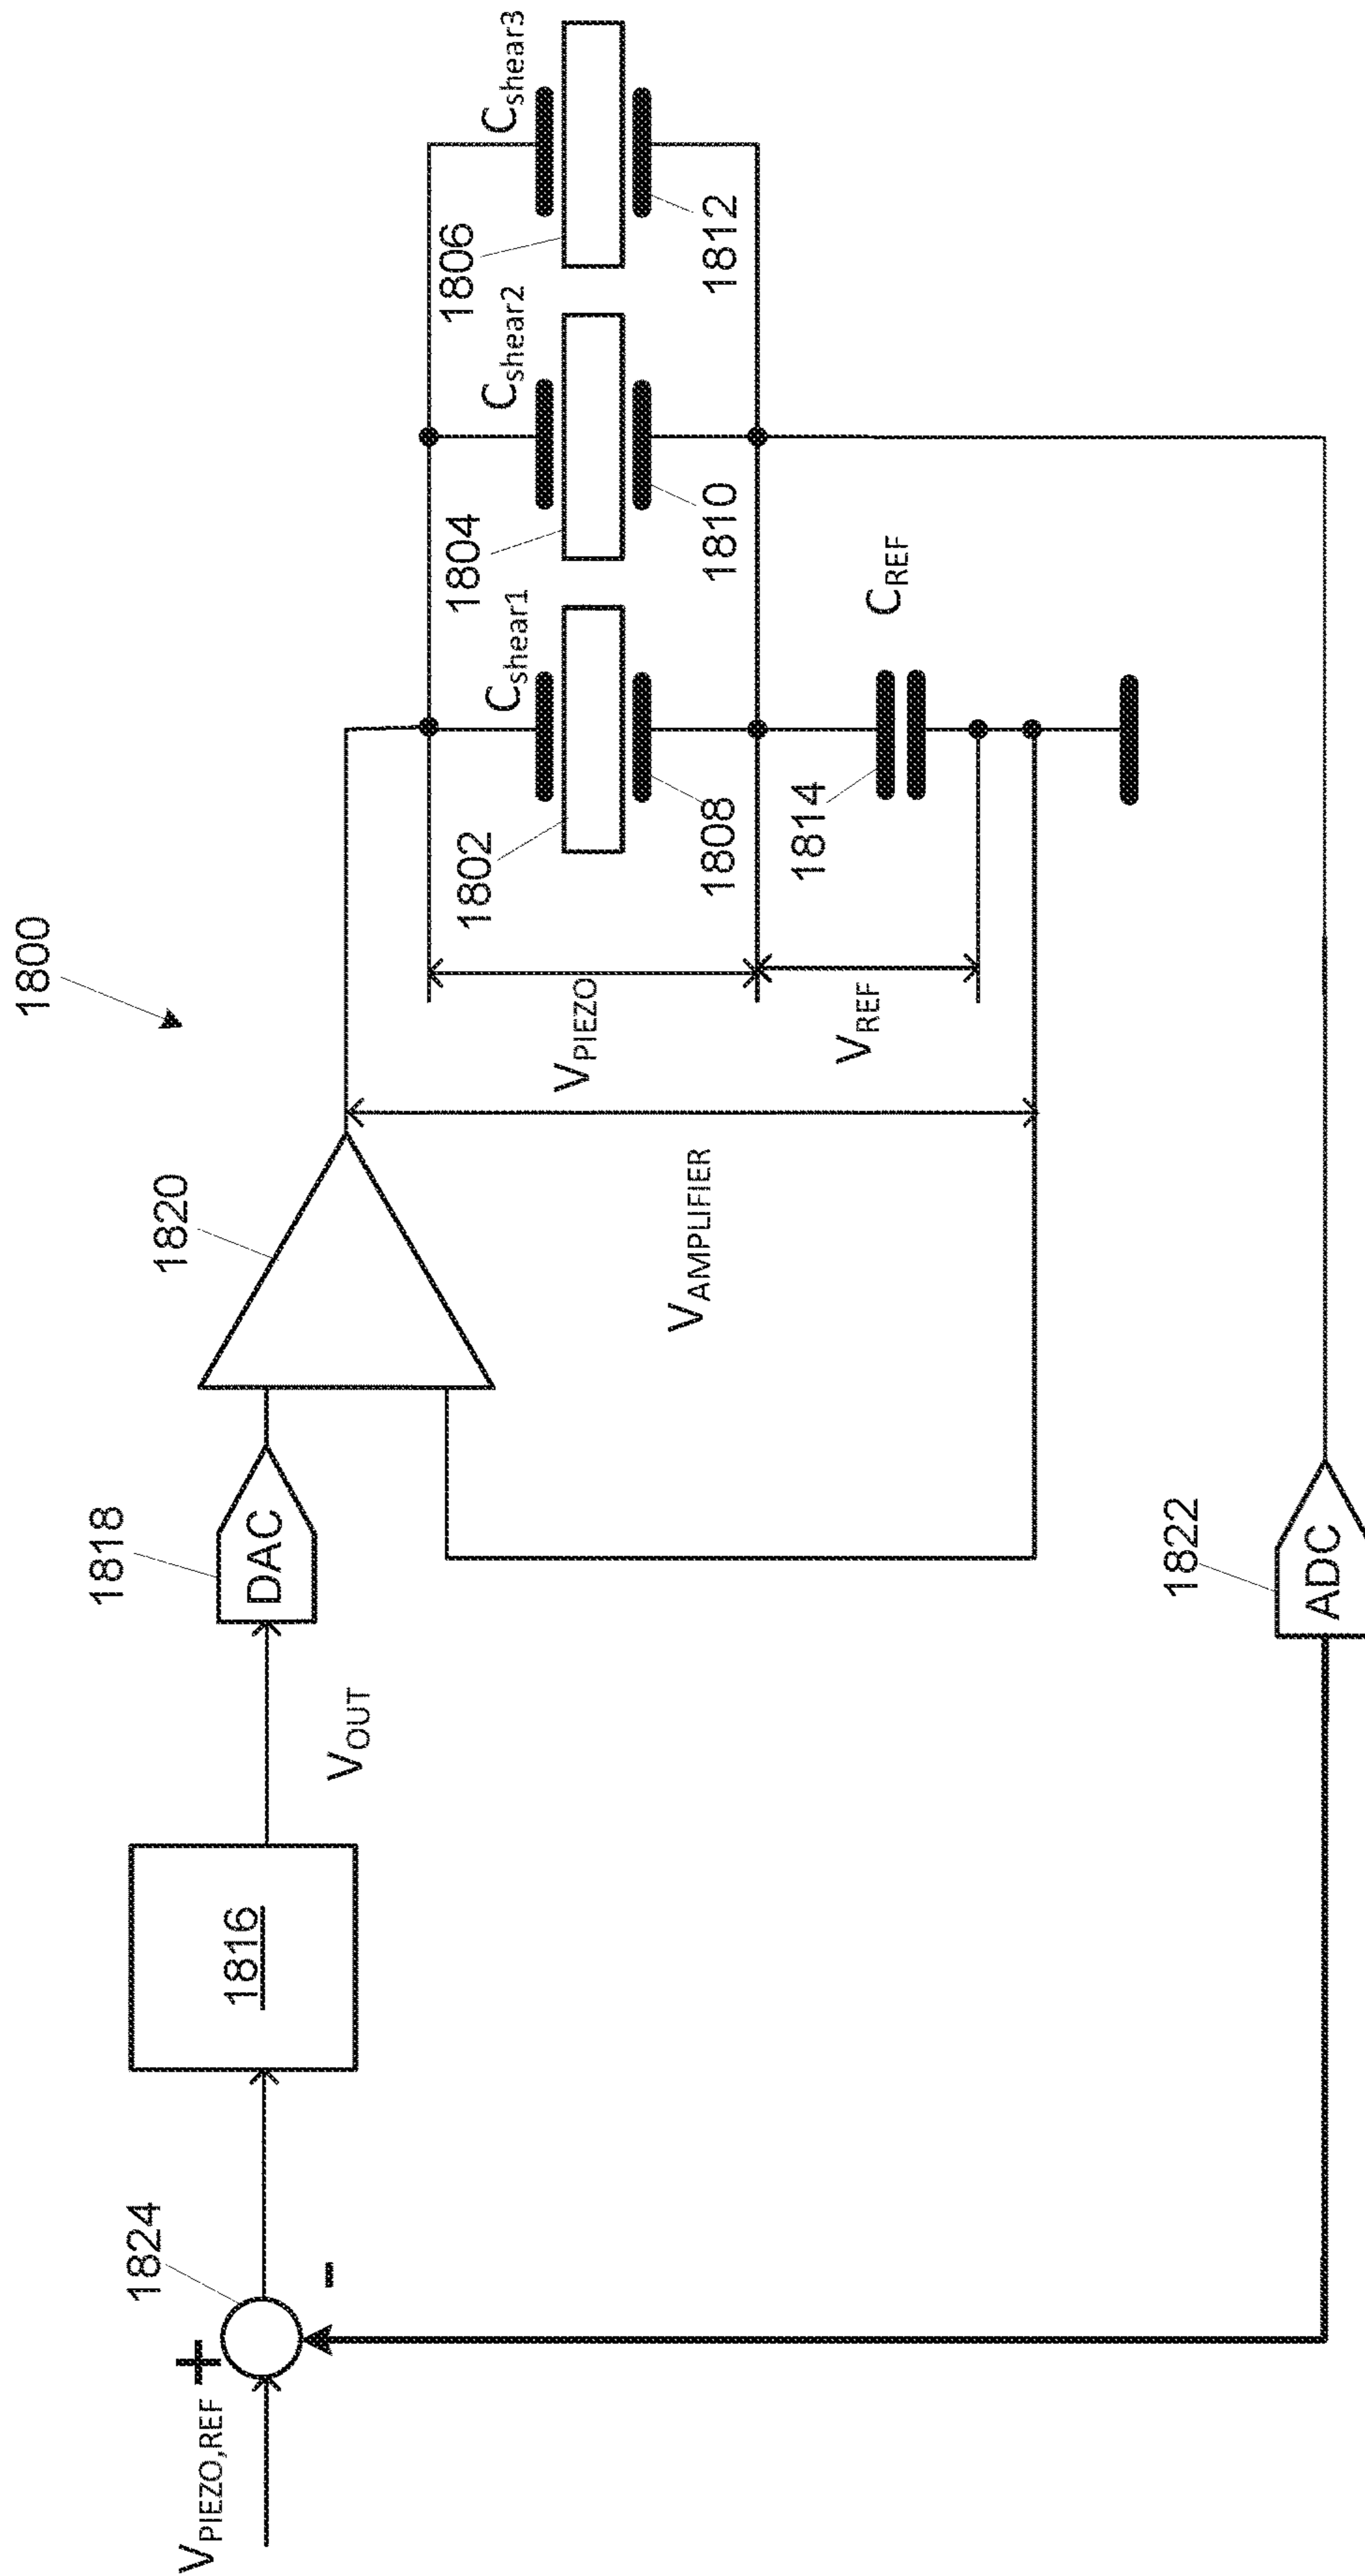 1800
V_PIEZO,REF
+
-
1824
1816
V_OUT
1818
DAC
1820
V_AMPLIFIER
V_PIEZO
V_REF
1802
C_shear1
1808
1804
C_shear2
1810
1806
C_shear3
1812
1814
C_REF
1822
ADC